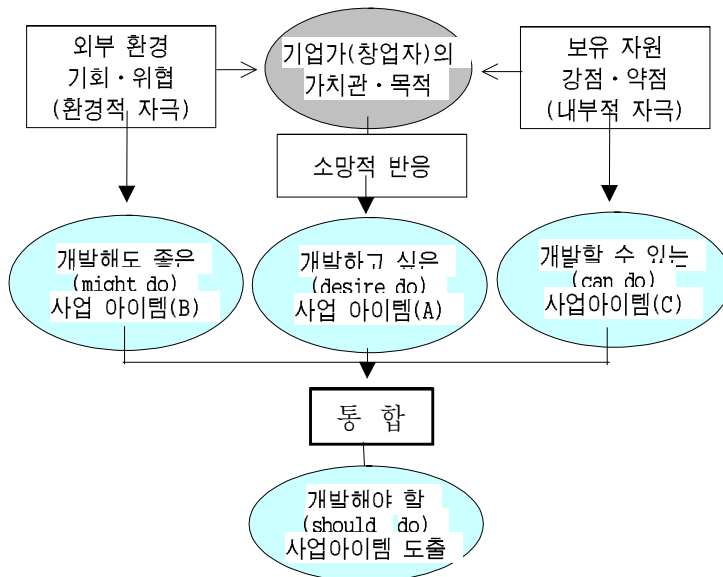 외부 환경
기회·위협
(환경적 자극)
기업가(창업자)의
가치관·목적
보유 자원
강점·약점
(내부적 자극)
소망적 반응
개발해도 좋은
(might do)
사업 아이템(B)
개발하고 싶은
(desire do)
사업 아이템(A)
개발할 수 있는
(can do)
사업아이템(C)
통 합
개발해야 할
(should do)
사업아이템 도출